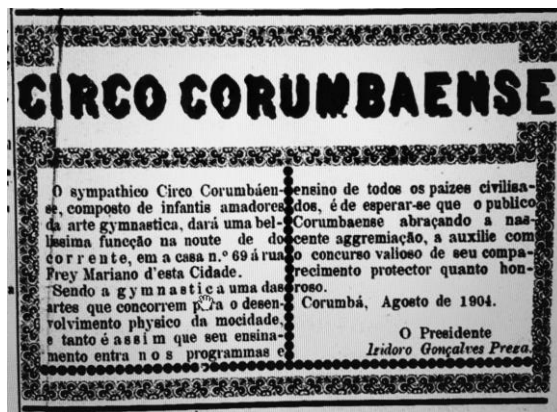 CIRCO CORUMBAENSE
O sympathico Circo Corumbáen-
se, composto de infantis amadores
da arte gymnastica, dará uma bel-
lissima funcção na noute de do
corrente, em a casa n.º 69 á rua
Frey Mariano d'esta Cidade.
Sendo a gymnastica uma das
artes que concorrem para o desen-
volvimento physico da mocidade,
e tanto é assim que seu ensina-
mento entra nos programmas e
ensino de todos os paizes civilisa-
dos, é de esperar-se que o publico
Corumbaense abraçando a nas-
cente aggremiação, a auxilie com
o concurso valioso de seu compa-
recimento protector quanto hon-
roso.
Corumbá, Agosto de 1904.
O Presidente
Izidoro Gonçalves Preza.